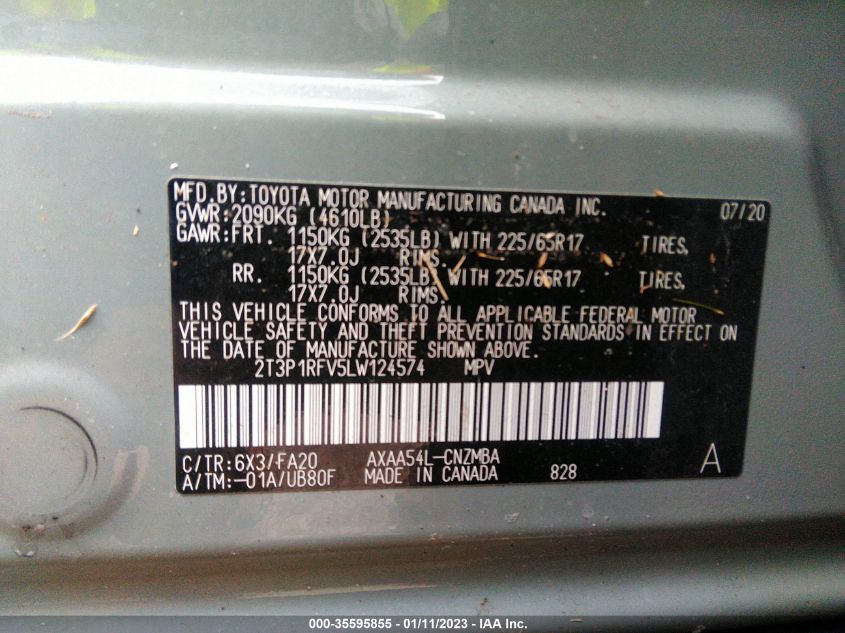 MFD. BY: TOYOTA MOTOR MANUFACTURING CANADA INC. 07/20
GVWR: 2090KG (4610LB)
GAWR: FRT. 1150KG (2535LB) WITH 225/65R17 TIRES,
17X7.0J RIMS,
RR. 1150KG (2535LB) WITH 225/65R17 TIRES,
17X7.0J RIMS,
THIS VEHICLE CONFORMS TO ALL APPLICABLE FEDERAL MOTOR
VEHICLE SAFETY AND THEFT PREVENTION STANDARDS IN EFFECT ON
THE DATE OF MANUFACTURE SHOWN ABOVE.
2T3P1RFV5LW124574 MPV
C/TR: 6X3/FA20 AXAA54L-CNZMBA A
A/TM: -01A/UB80F MADE IN CANADA 828
000-35595855 — 01/11/2023 — IAA Inc.